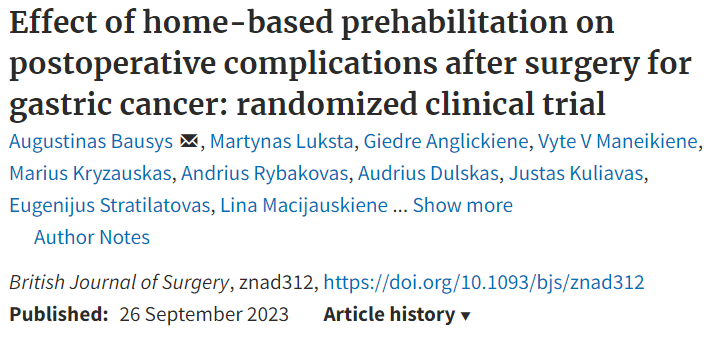 Effect of home-based prehabilitation on
postoperative complications after surgery for
gastric cancer: randomized clinical trial
Augustinas Bausys, Martynas Luksta, Giedre Anglickiene, Vyte V Maneikiene,
Marius Kryzauskas, Andrius Rybakovas, Audrius Dulskas, Justas Kuliavas,
Eugenijus Stratilatovas, Lina Macijauskiene ... Show more
Author Notes
British Journal of Surgery, znad312, https://doi.org/10.1093/bjs/znad312
Published: 26 September 2023 Article history ▼